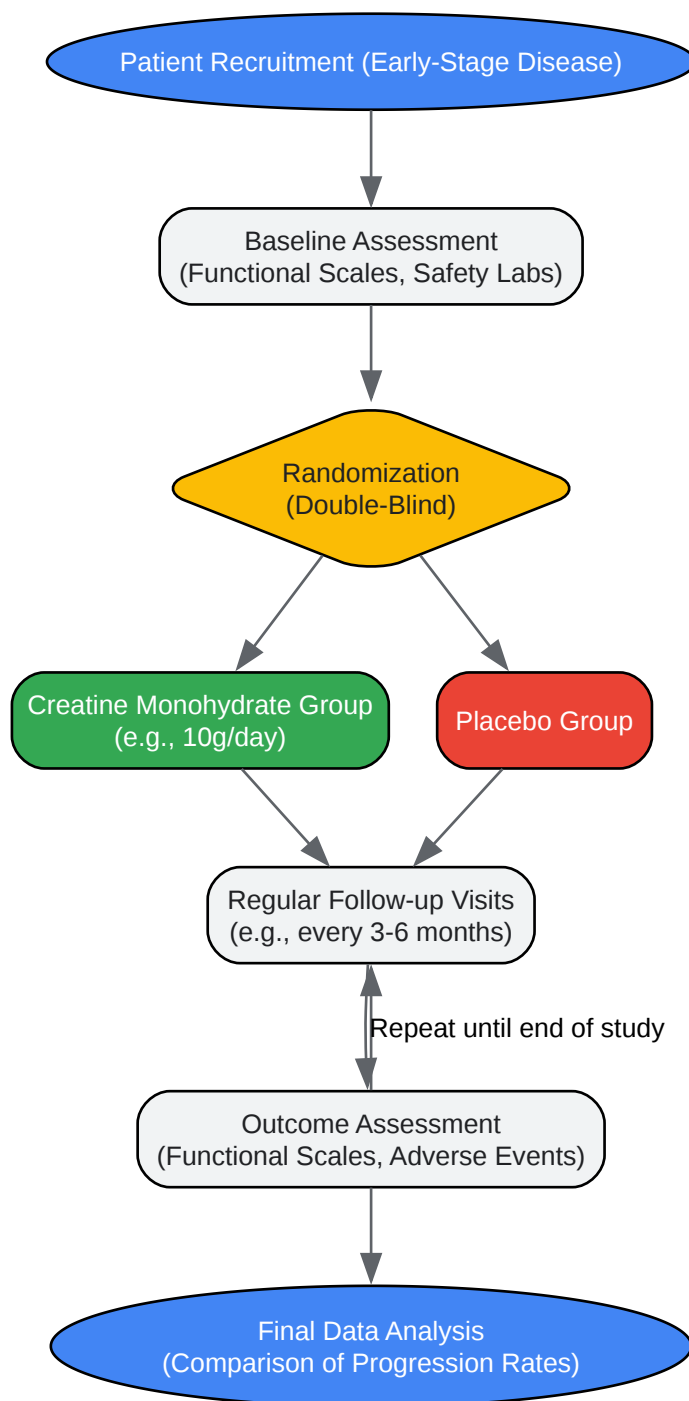 Patient Recruitment (Early-Stage Disease)
Baseline Assessment
(Functional Scales, Safety Labs)
Randomization
(Double-Blind)
Creatine Monohydrate Group
(e.g., 10g/day)
Placebo Group
Regular Follow-up Visits
(e.g., every 3-6 months)
Repeat until end of study
Outcome Assessment
(Functional Scales, Adverse Events)
Final Data Analysis
(Comparison of Progression Rates)